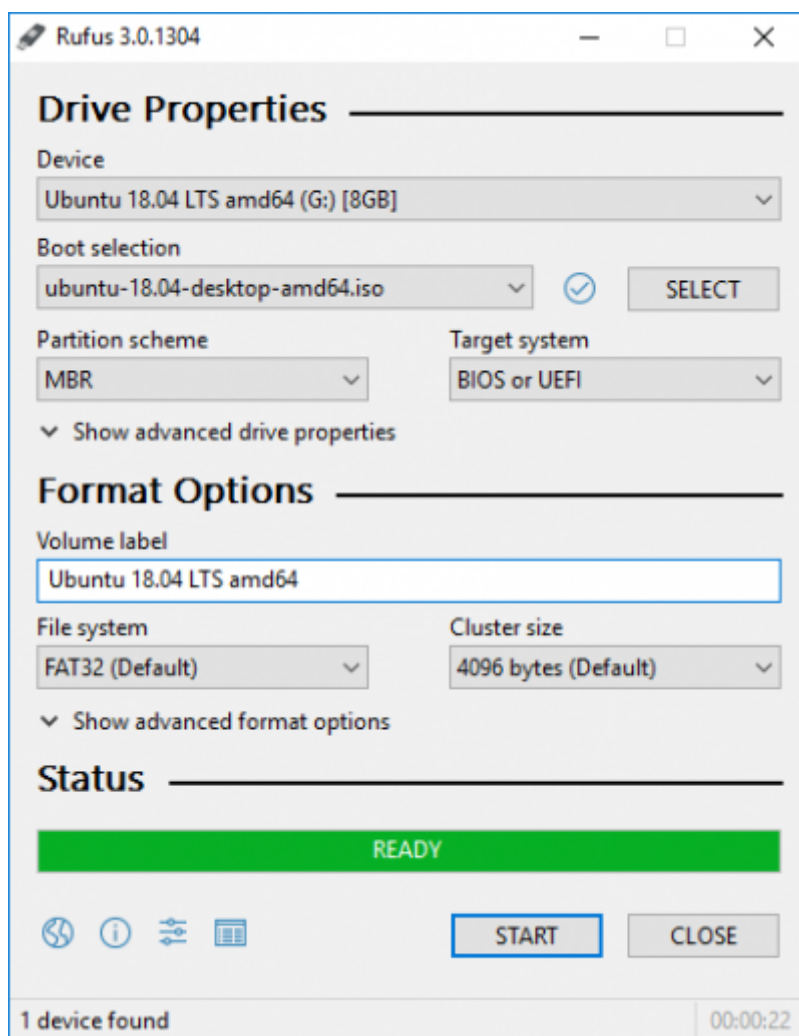 Rufus 3.0.1304
Drive Properties
Device
Ubuntu 18.04 LTS amd64 (G:) [8GB]
Boot selection
ubuntu-18.04-desktop-amd64.iso
SELECT
Partition scheme
Target system
MBR
BIOS or UEFI
Show advanced drive properties
Format Options
Volume label
Ubuntu 18.04 LTS amd64
File system
Cluster size
FAT32 (Default)
4096 bytes (Default)
Show advanced format options
Status
READY
START
CLOSE
1 device found
00:00:22